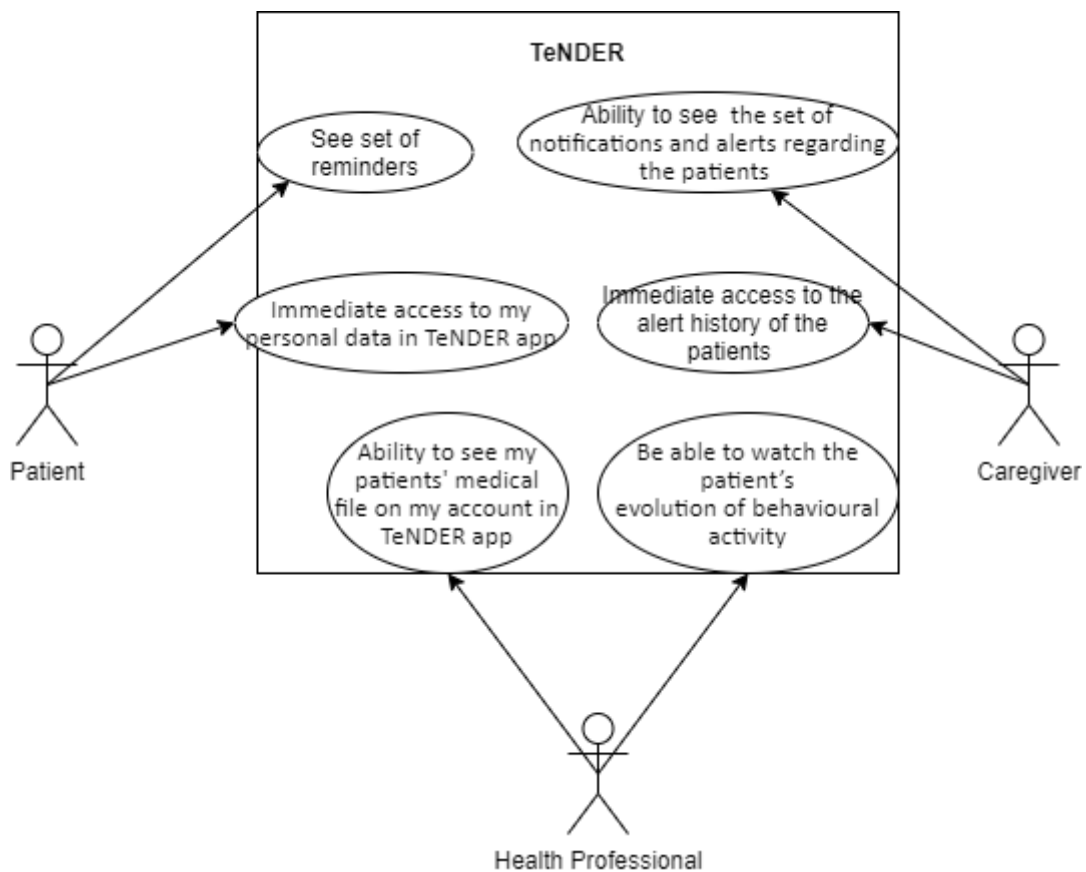 TeNDER
See set of
reminders
Ability to see the set of
notifications and alerts regarding
the patients
Immediate access to my
personal data in TeNDER app
Immediate access to the
alert history of the
patients
Patient
Caregiver
Ability to see my
patients' medical
file on my account in
TeNDER app
Be able to watch the
patient’s
evolution of behavioural
activity
Health Professional